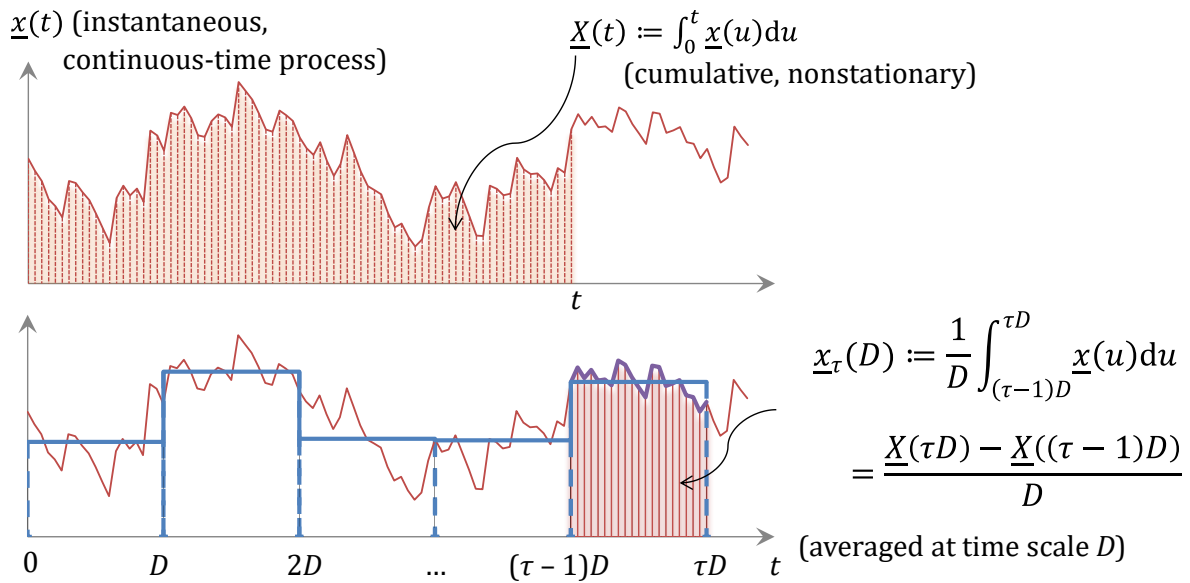 x(t) (instantaneous,
continuous-time process)
X(t) ≔ ∫₀ᵗ x(u)du
(cumulative, nonstationary)
t
x_τ(D) ≔ 1/D ∫_{(τ−1)D}^{τD} x(u)du
= (X(τD) − X((τ − 1)D))/D
(averaged at time scale D)
0 D 2D ... (τ – 1)D τD t